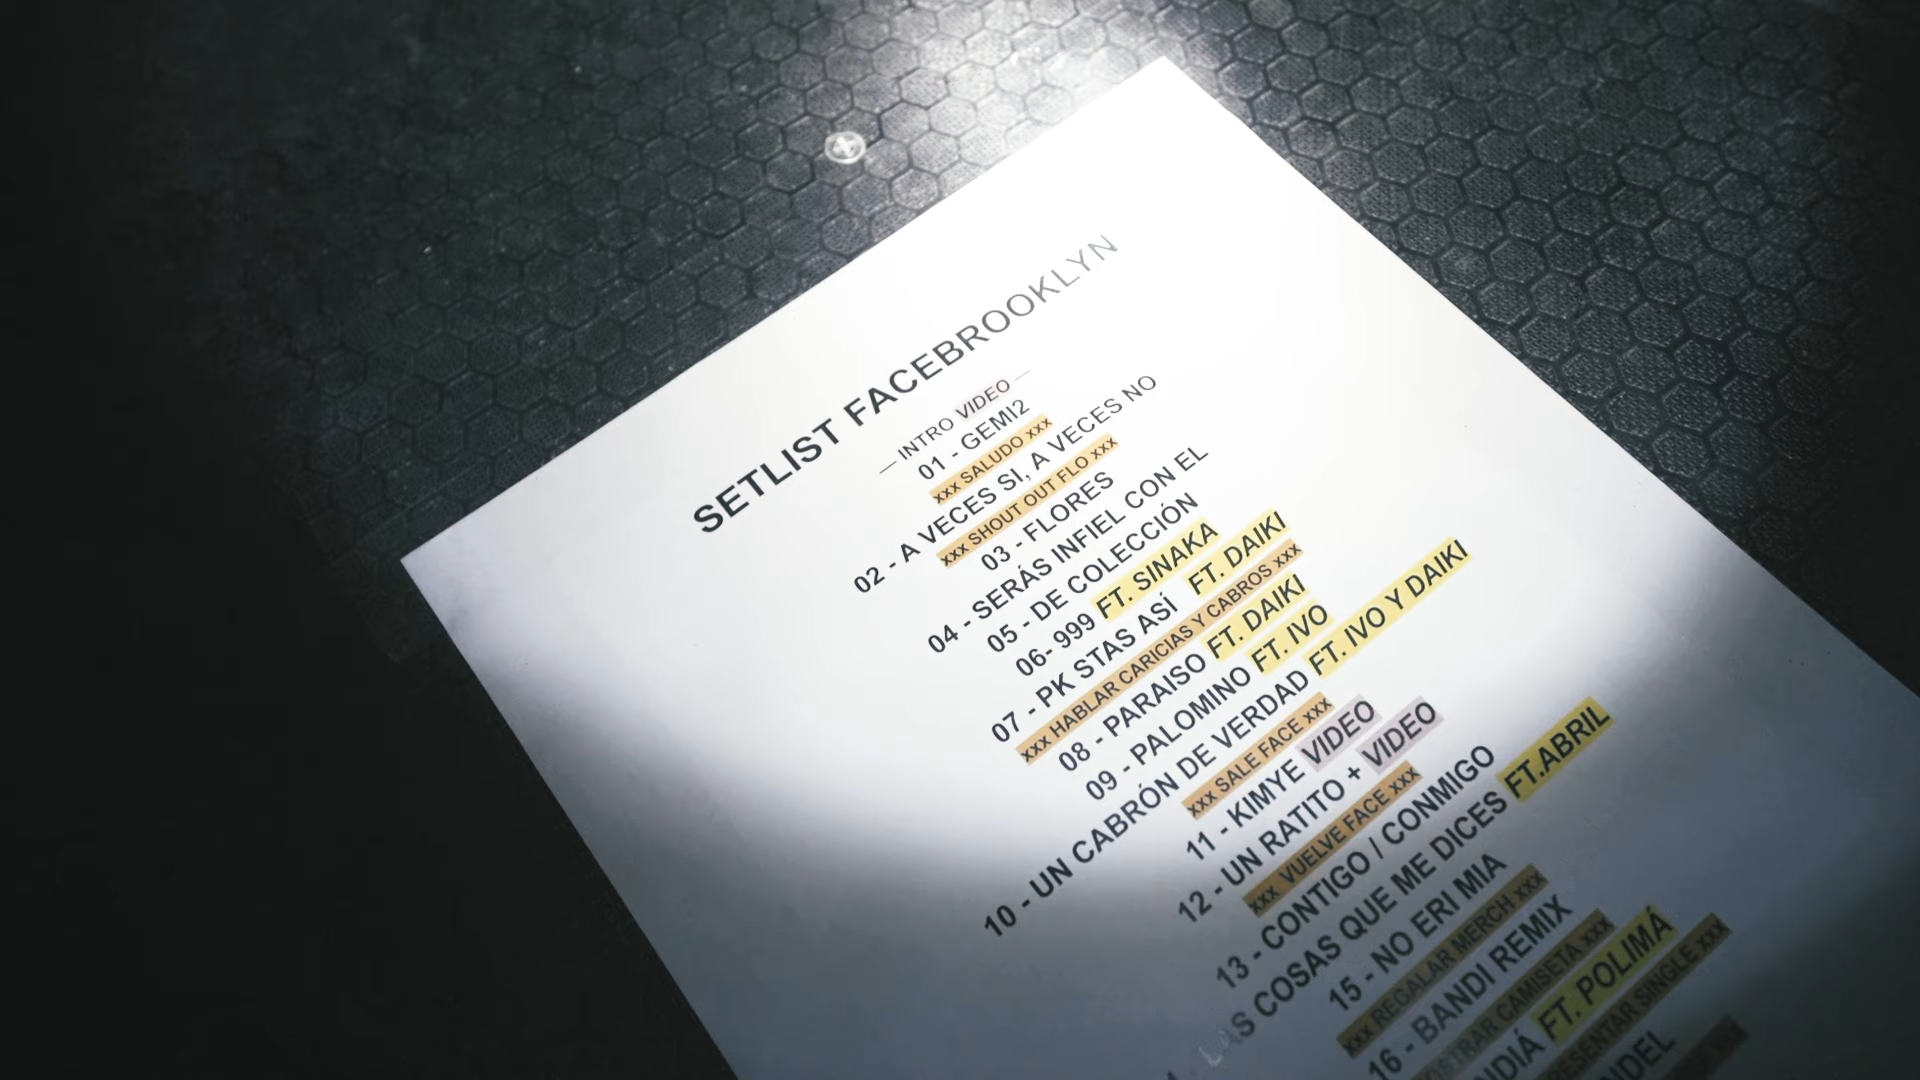 SETLIST FACEBROOKLYN
— INTRO VIDEO —
01 - GEMI2
xxx SALUDO xxx
02 - A VECES SI, A VECES NO
xxx SHOUT OUT FLO xxx
03 - FLORES
04 - SERÁS INFIEL CON EL
05 - DE COLECCIÓN
06- 999 FT. SINAKA
07 - PK STAS ASÍ FT. DAIKI
xxx HABLAR CARICIAS Y CABROS xxx
08 - PARAISO FT. DAIKI
09 - PALOMINO FT. IVO
10 - UN CABRÓN DE VERDAD FT. IVO Y DAIKI
xxx SALE FACE xxx
11 - KIMYE VIDEO
12 - UN RATITO + VIDEO
xxx VUELVE FACE xxx
13 - CONTIGO / CONMIGO
LAS COSAS QUE ME DICES FT.ABRIL
15 - NO ERI MIA
xxx REGALAR MERCH xxx
16 - BANDI REMIX
CAMISETA xxx
FT. POLIMÁ
SINGLE xxx